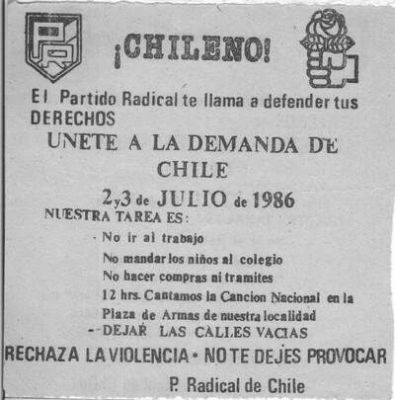 PR
¡CHILENO!
El Partido Radical te llama a defender tus
DERECHOS
UNETE A LA DEMANDA DE
CHILE
2y3 de JULIO de 1986
NUESTRA TAREA ES:
- No ir al trabajo
No mandar los niños al colegio
No hacer compras ni tramites
12 hrs. Cantamos la Cancion Nacional en la
Plaza de Armas de nuestra localidad
--DEJAR LAS CALLES VACIAS
RECHAZA LA VIOLENCIA • NO TE DEJES PROVOCAR
P. Radical de Chile